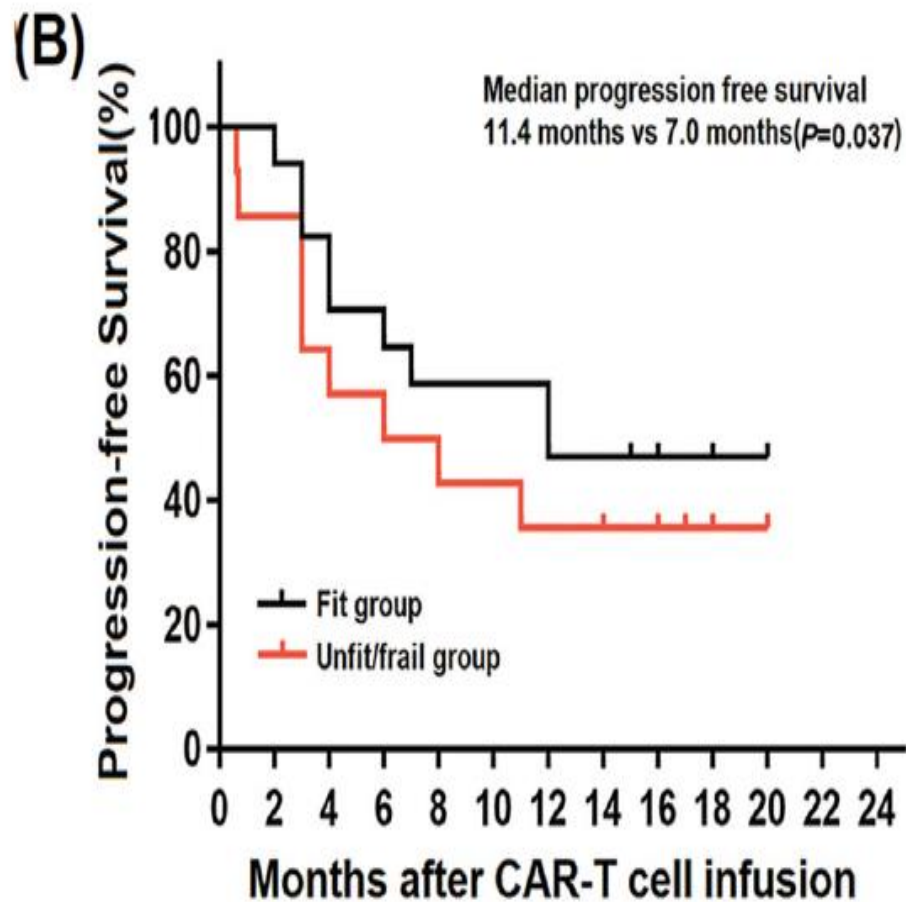 (B)
Progression-free Survival(%)
Median progression free survival
11.4 months vs 7.0 months(P=0.037)
100
80
60
40
20
0
Fit group
Unfit/frail group
0 2 4 6 8 10 12 14 16 18 20 22 24
Months after CAR-T cell infusion